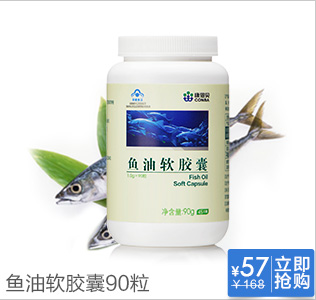 康恩贝
CONBA
鱼油软胶囊
Fish Oil
Soft Capsule
净含量:90g
鱼油软胶囊90粒
¥57
¥168
立即
抢购